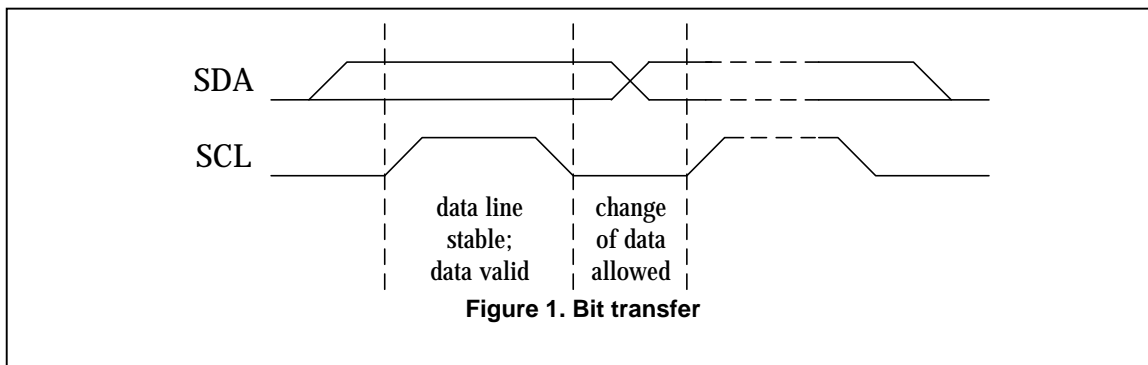 SDA
SCL
data line
stable;
data valid
change
of data
allowed
Figure 1. Bit transfer